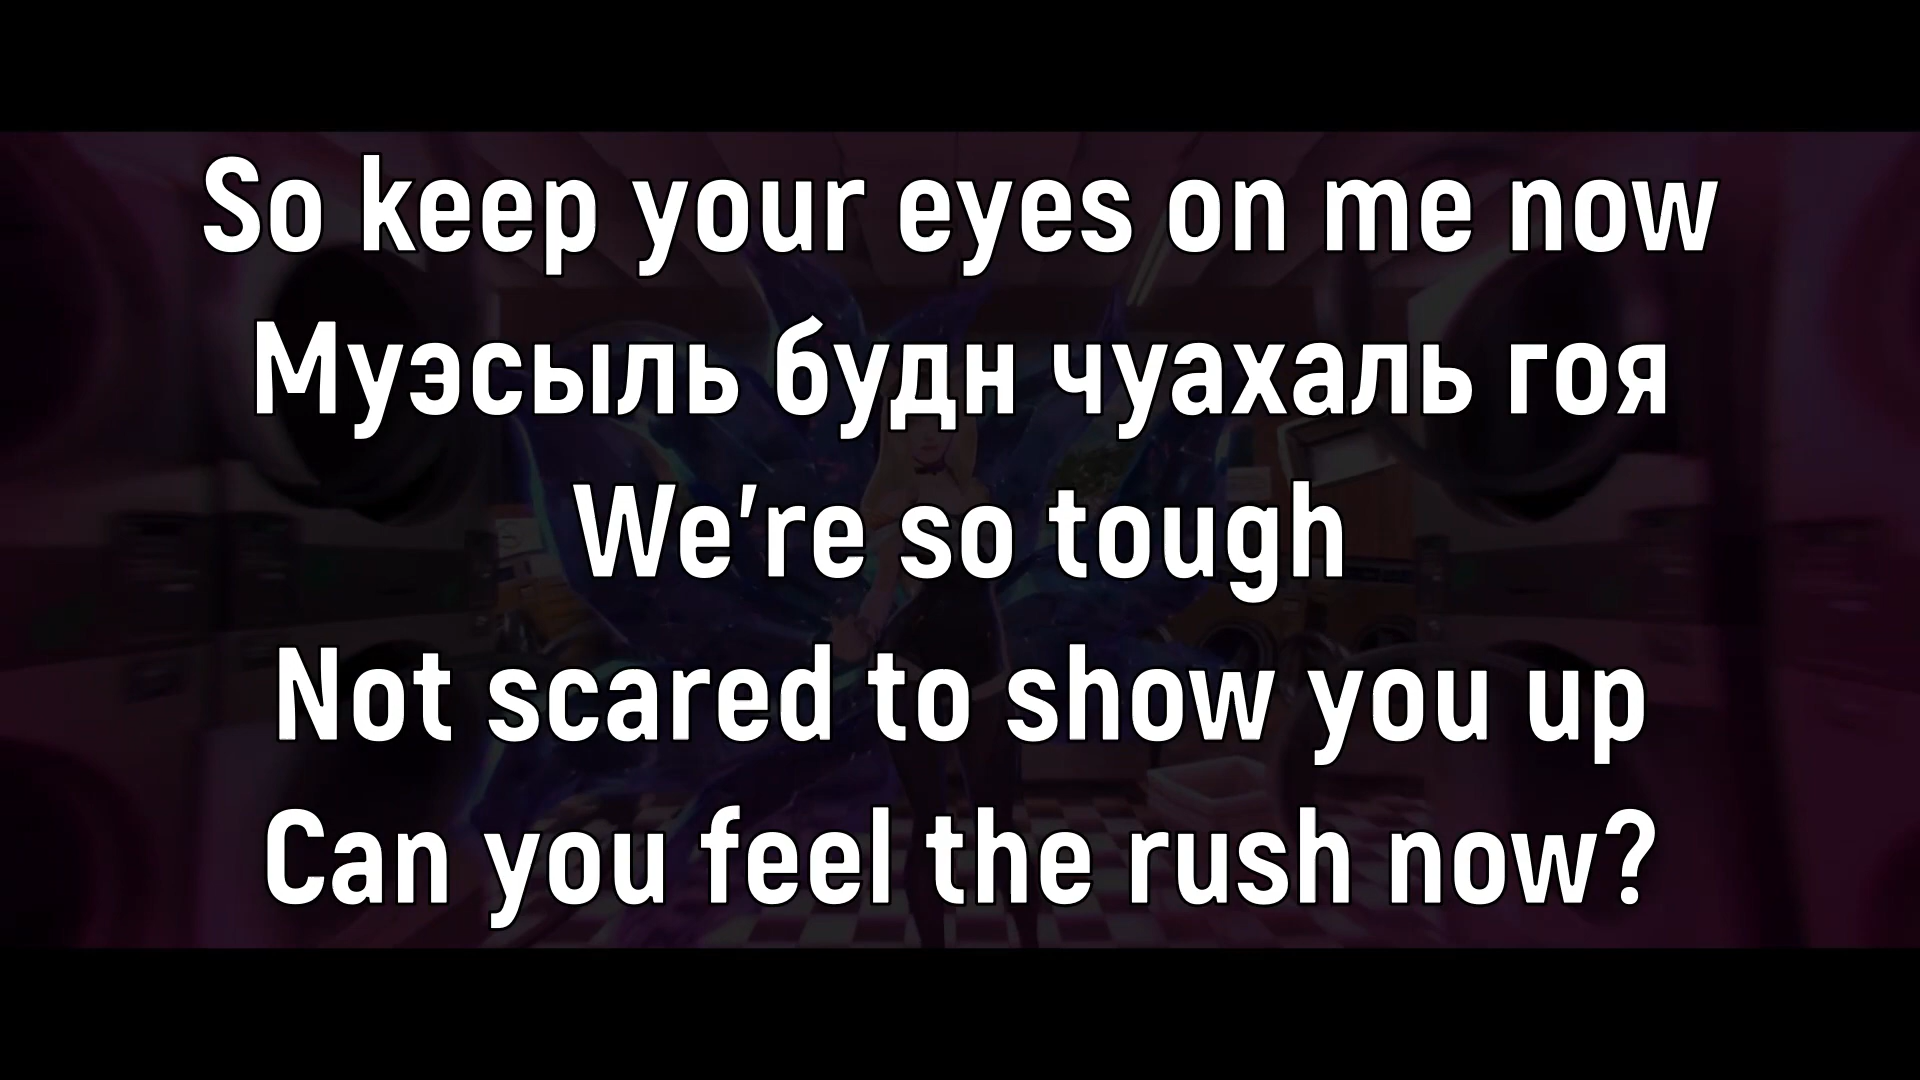 So keep your eyes on me now
Муэсыль будн чуахаль гоя
We're so tough
Not scared to show you up
Can you feel the rush now?